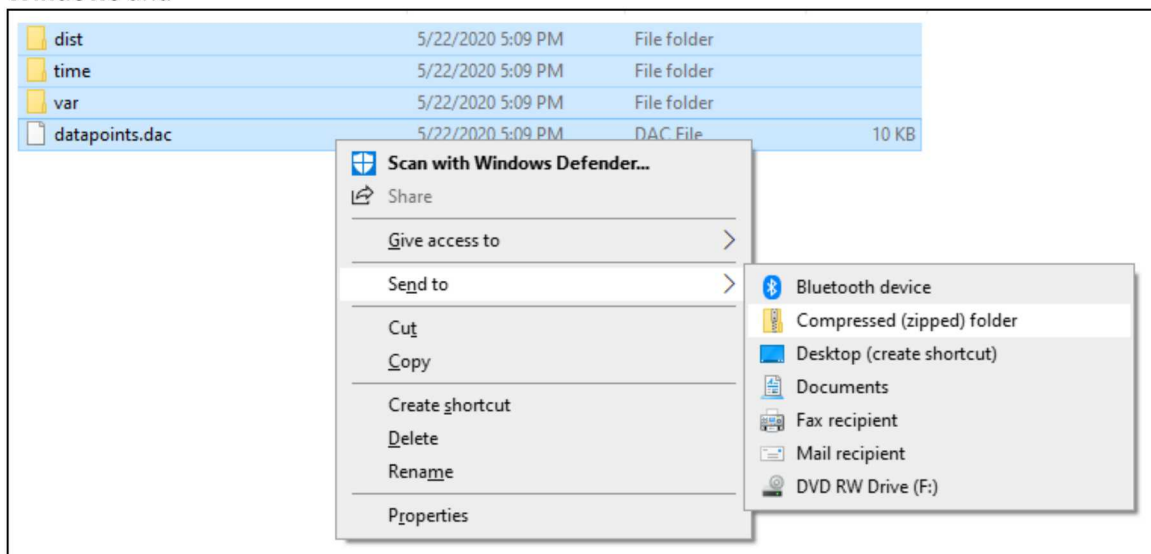 dist 5/22/2020 5:09 PM File folder
time 5/22/2020 5:09 PM File folder
var 5/22/2020 5:09 PM File folder
datapoints.dac 5/22/2020 5:09 PM DAC File 10 KB
Scan with Windows Defender...
Share
Give access to
Send to
Cut
Copy
Create shortcut
Delete
Rename
Properties
Bluetooth device
Compressed (zipped) folder
Desktop (create shortcut)
Documents
Fax recipient
Mail recipient
DVD RW Drive (F:)